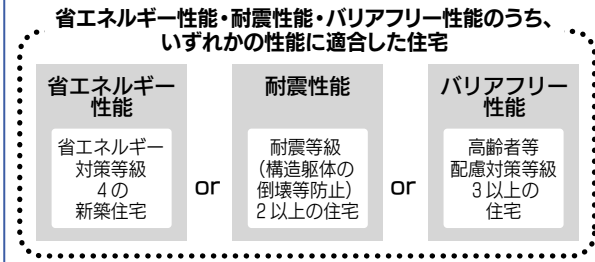 省エネルギー性能・耐震性能・バリアフリー性能のうち、
いずれかの性能に適合した住宅
省エネルギー
性能
省エネルギー
対策等級
4の
新築住宅
or
耐震性能
耐震等級
(構造躯体の
倒壊等防止)
2以上の住宅
or
バリアフリー
性能
高齢者等
配慮対策等級
3以上の
住宅